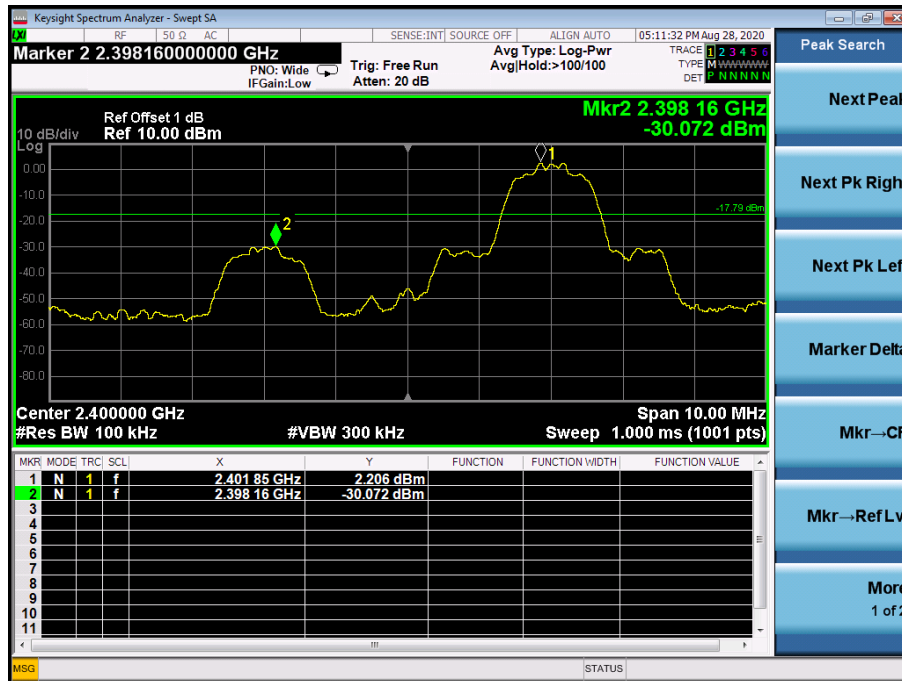 Keysight Spectrum Analyzer - Swept SA
LXI RF 50 Ω AC SENSE:INT SOURCE OFF ALIGN AUTO 05:11:32 PM Aug 28, 2020
Marker 2 2.398160000000 GHz
PNO: Wide
IFGain:Low
Trig: Free Run
Atten: 20 dB
Avg Type: Log-Pwr
Avg|Hold:>100/100
TRACE 1 2 3 4 5 6
TYPE M WWWWW
DET P N N N N N
Mkr2 2.398 16 GHz
-30.072 dBm
Ref Offset 1 dB
10 dB/div Ref 10.00 dBm
Log
0.00
-10.0
-20.0
-30.0
-40.0
-50.0
-60.0
-70.0
-80.0
1
2
-17.79 dBm
Center 2.400000 GHz Span 10.00 MHz
#Res BW 100 kHz #VBW 300 kHz Sweep 1.000 ms (1001 pts)
MKR MODE TRC SCL X Y FUNCTION FUNCTION WIDTH FUNCTION VALUE
1 N 1 f 2.401 85 GHz 2.206 dBm
2 N 1 f 2.398 16 GHz -30.072 dBm
3
4
5
6
7
8
9
10
11
MSG STATUS
Peak Search
Next Peak
Next Pk Righ
Next Pk Lef
Marker Delta
Mkr→CF
Mkr→Ref Lv
More
1 of 2